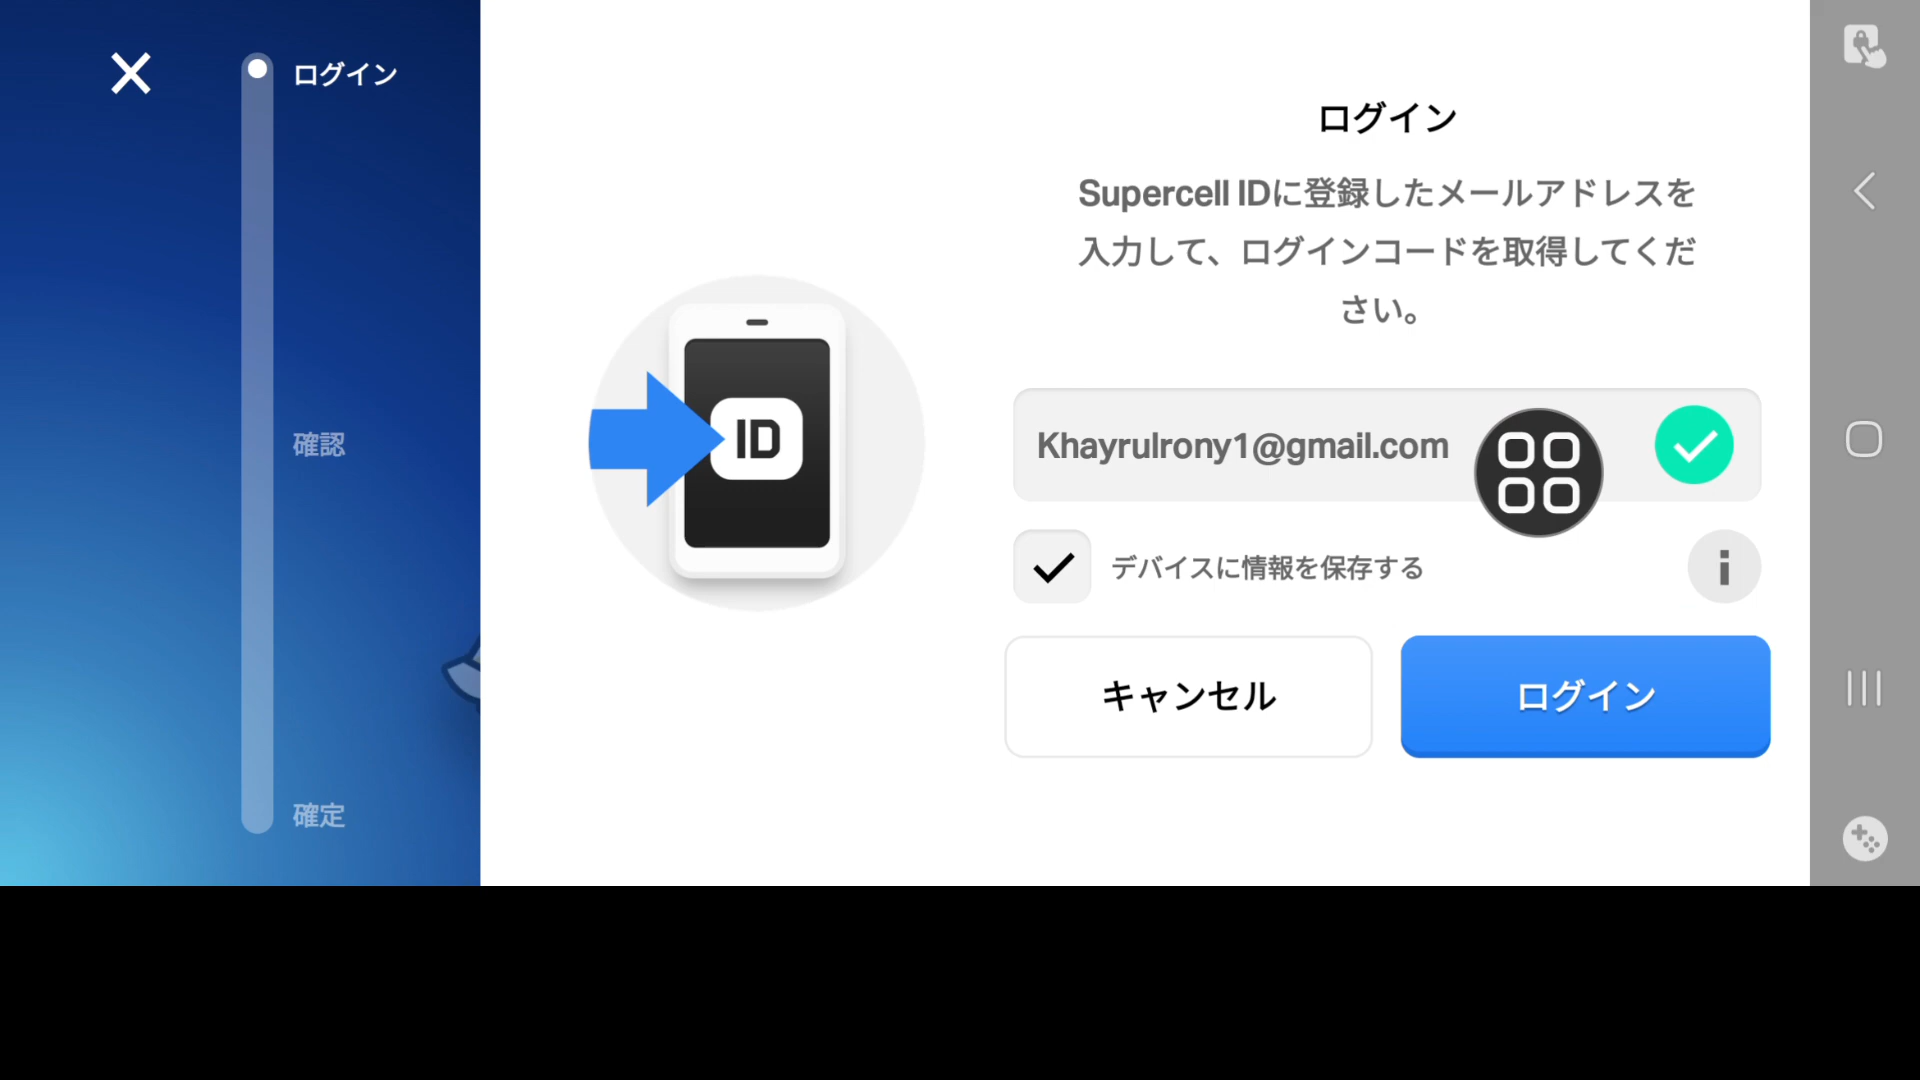 ログイン
確認
確定
ログイン
Supercell IDに登録したメールアドレスを
入力して、ログインコードを取得してくだ
さい。
ID
Khayrulrony1@gmail.com
デバイスに情報を保存する
キャンセル
ログイン